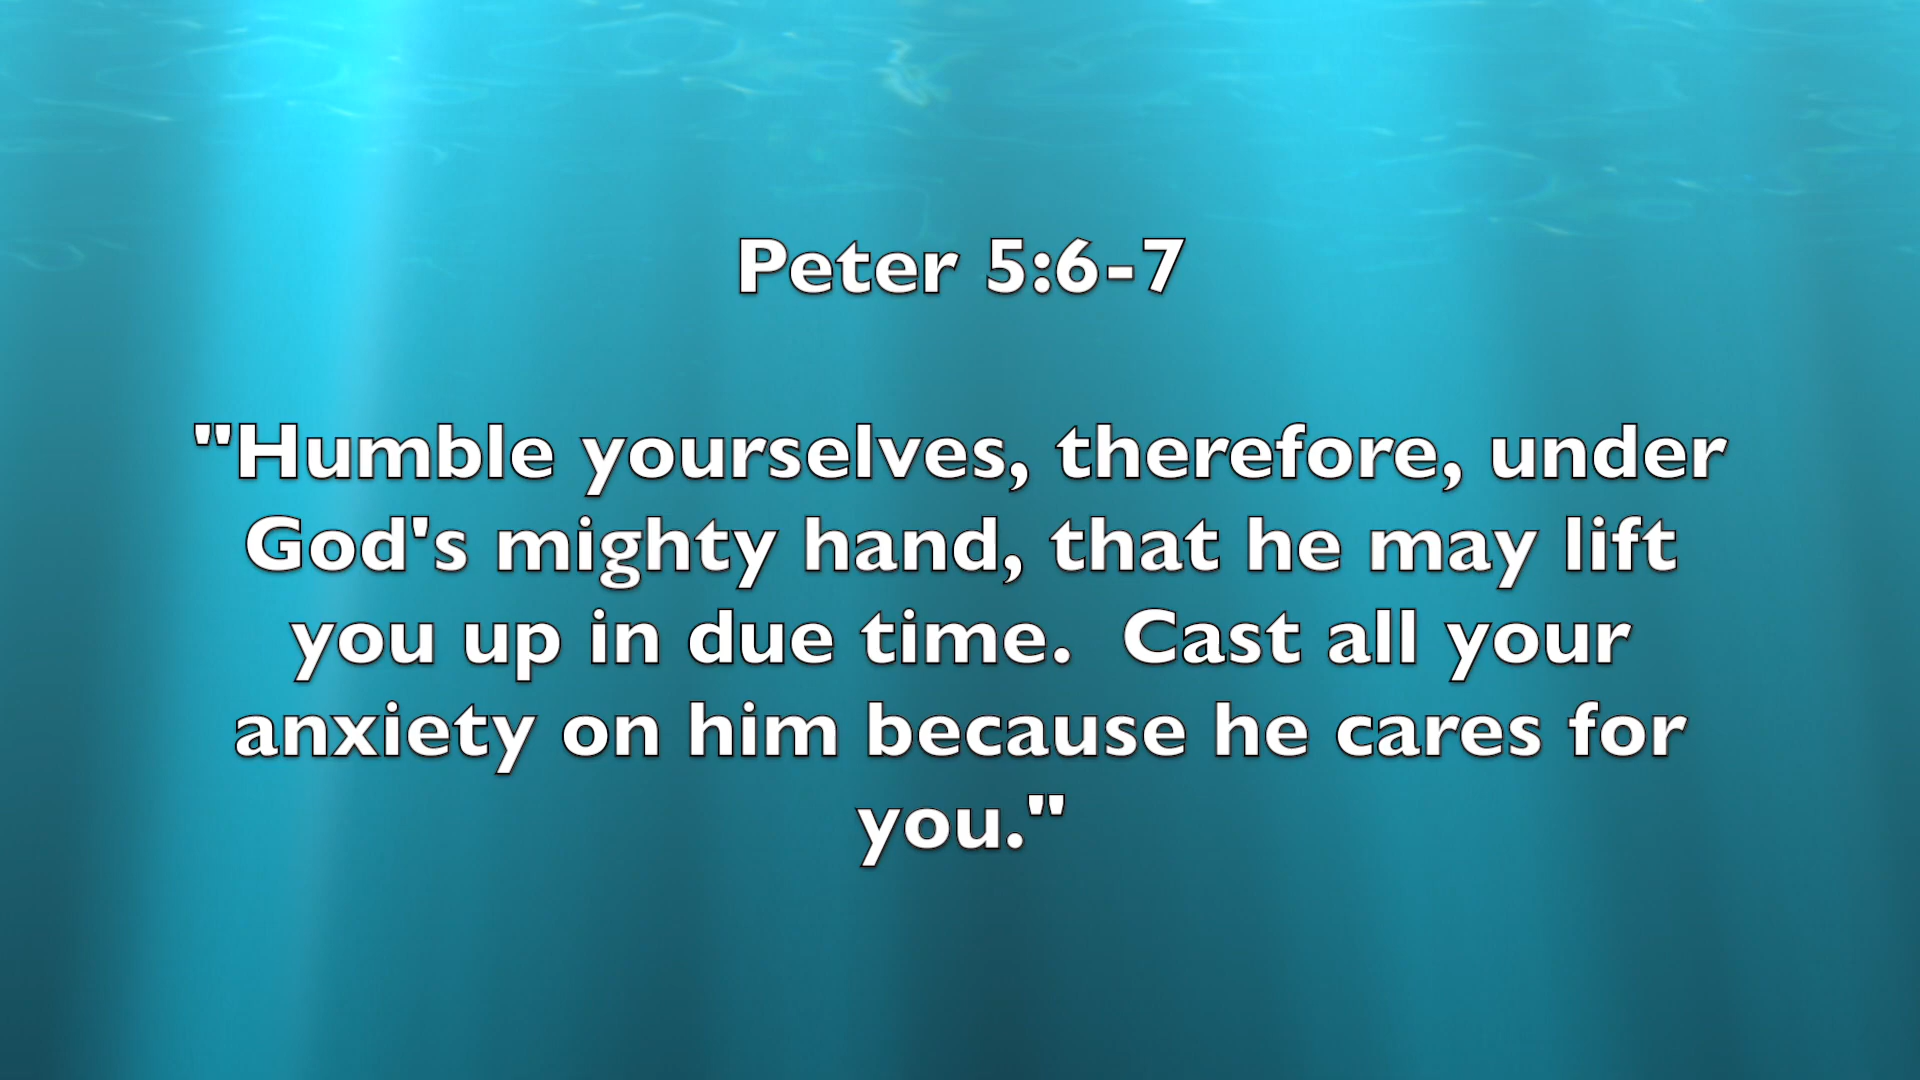 Peter 5:6-7
"Humble yourselves, therefore, under
God's mighty hand, that he may lift
you up in due time.  Cast all your
anxiety on him because he cares for
you."